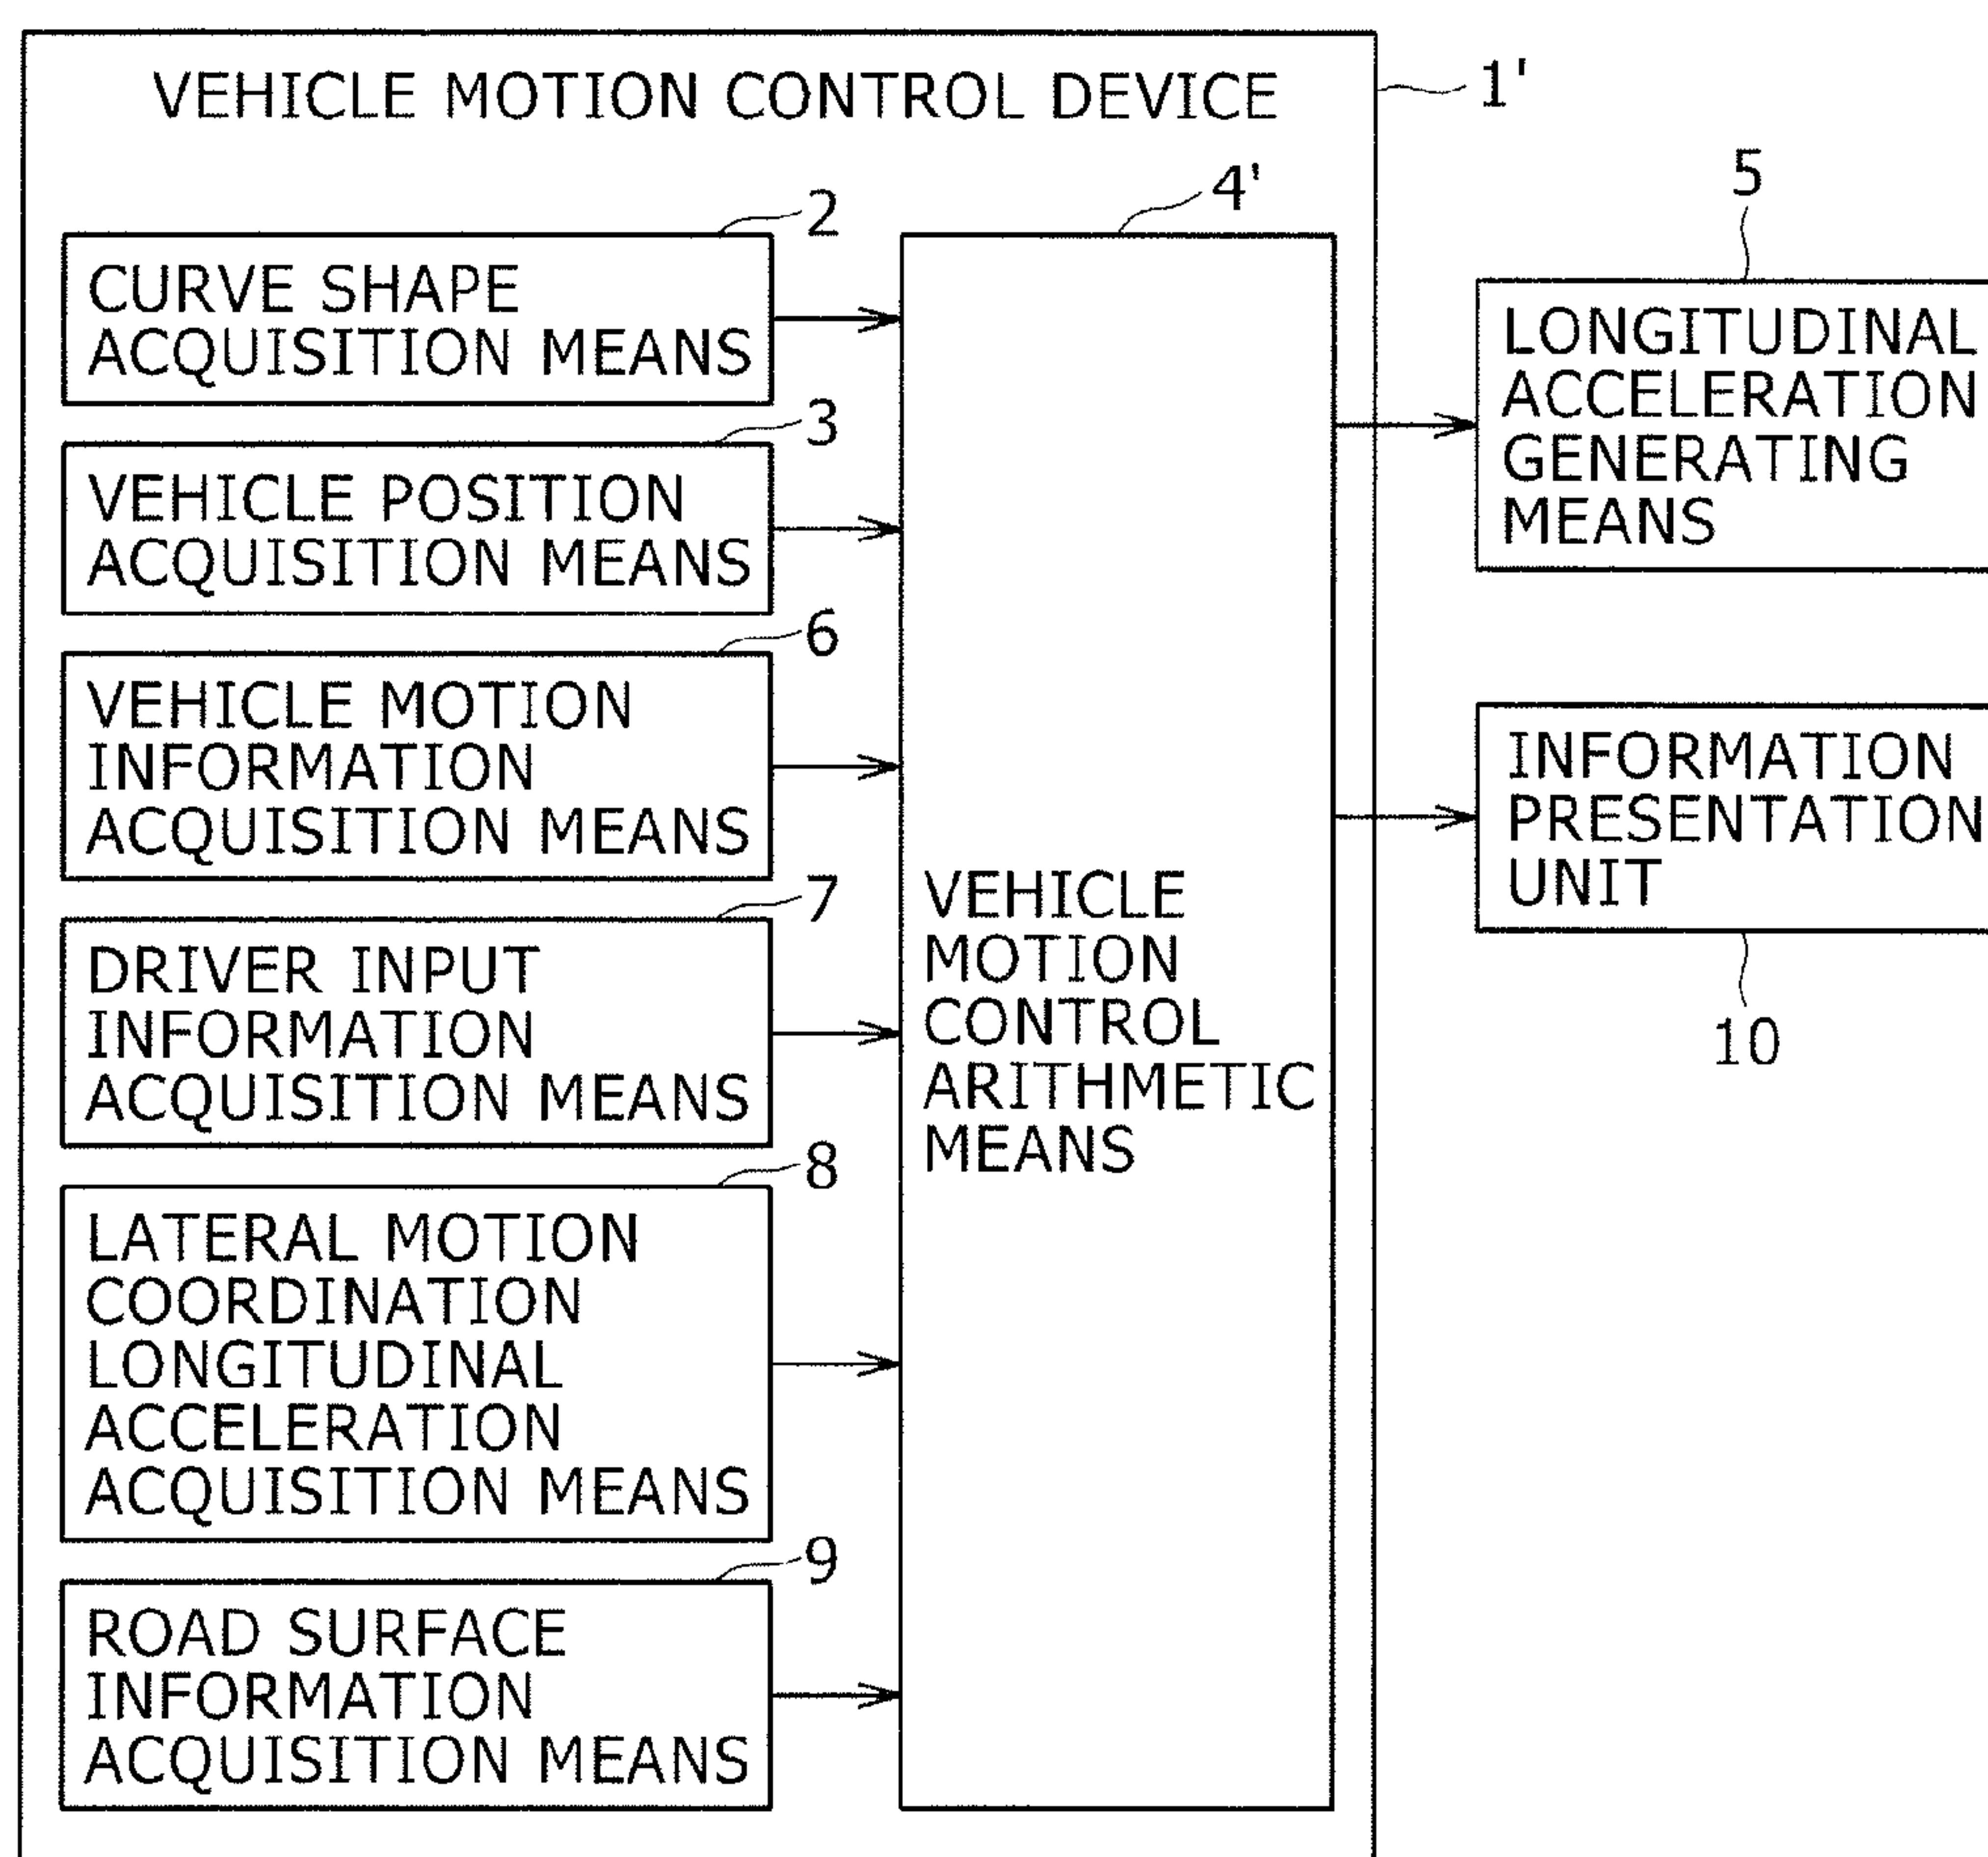 VEHICLE MOTION CONTROL DEVICE
1'
2
CURVE SHAPE
ACQUISITION MEANS
3
VEHICLE POSITION
ACQUISITION MEANS
6
VEHICLE MOTION
INFORMATION
ACQUISITION MEANS
7
DRIVER INPUT
INFORMATION
ACQUISITION MEANS
8
LATERAL MOTION
COORDINATION
LONGITUDINAL
ACCELERATION
ACQUISITION MEANS
9
ROAD SURFACE
INFORMATION
ACQUISITION MEANS
4'
VEHICLE
MOTION
CONTROL
ARITHMETIC
MEANS
5
LONGITUDINAL
ACCELERATION
GENERATING
MEANS
INFORMATION
PRESENTATION
UNIT
10